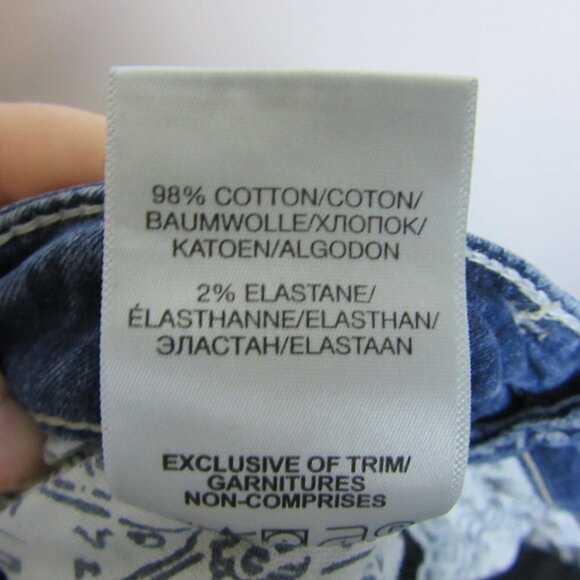 98% COTTON/COTON/
BAUMWOLLE/ХЛОПОК/
KATOEN/ALGODON
2% ELASTANE/
ÉLASTHANNE/ELASTHAN/
ЭЛАСТАН/ELASTAAN
EXCLUSIVE OF TRIM/
GARNITURES
NON-COMPRISES